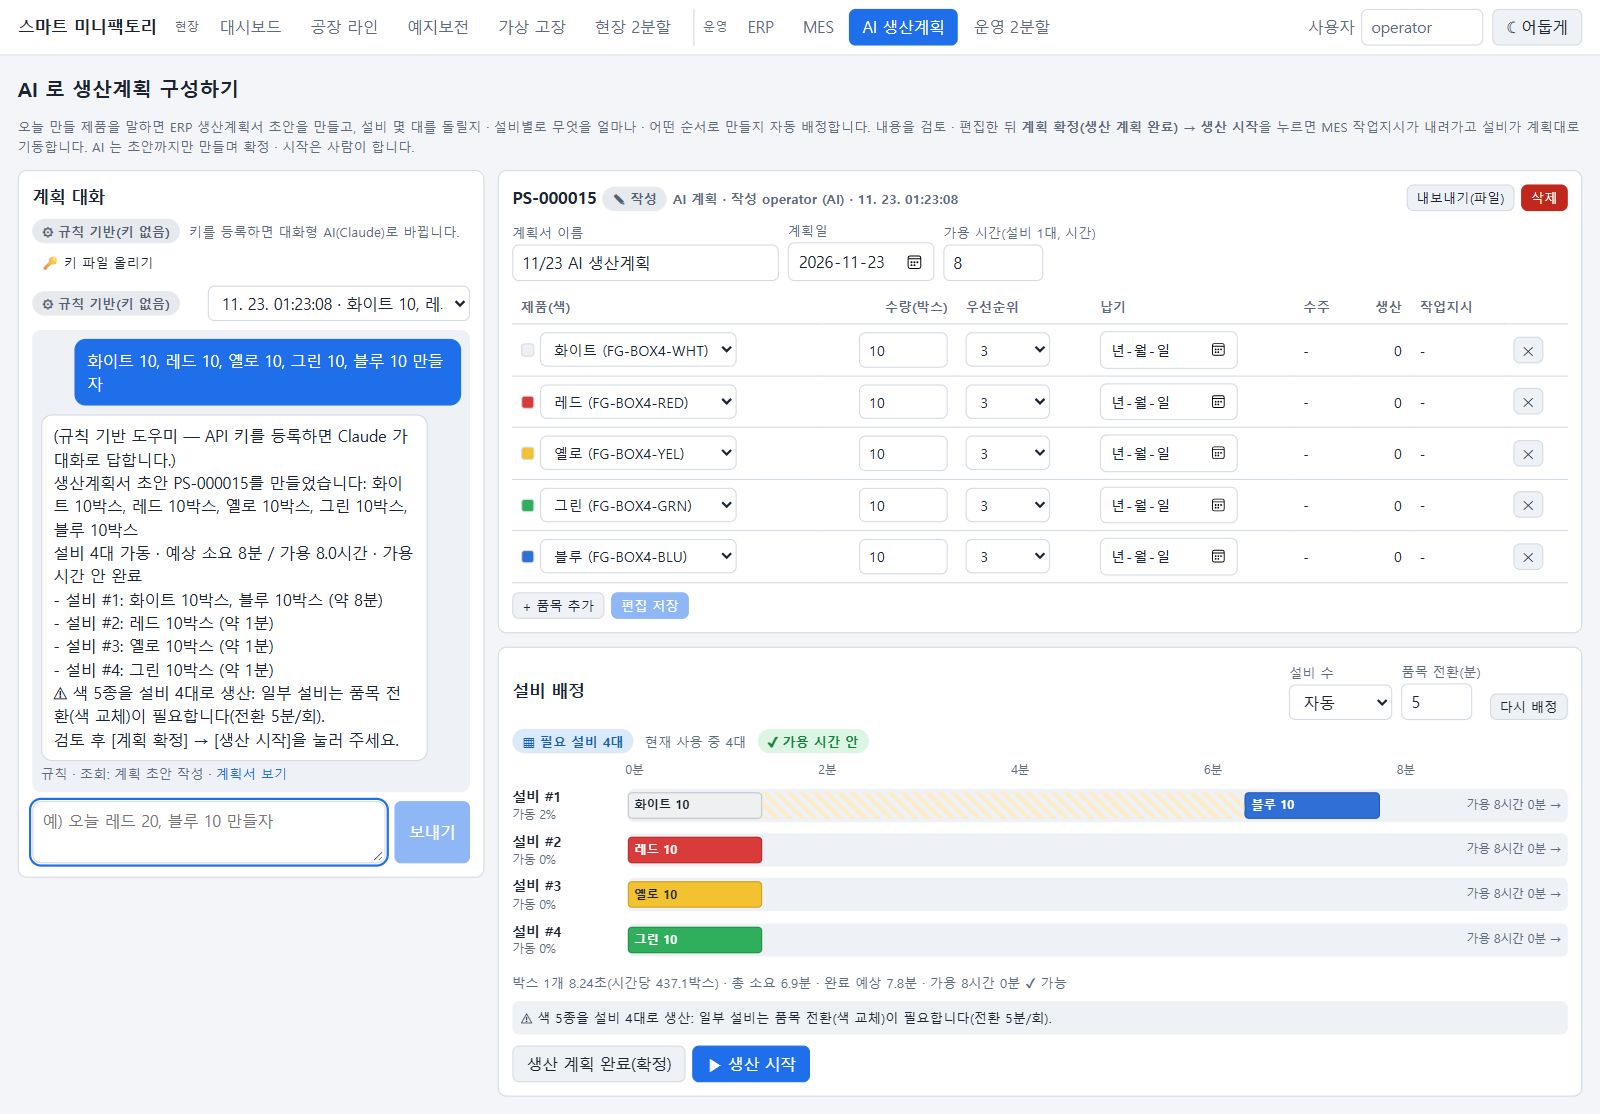 스마트 미니팩토리 현장 대시보드 공장 라인 예지보전 가상 고장 현장 2분할 운영 ERP MES AI 생산계획 운영 2분할 사용자 operator ☾ 어둡게
AI 로 생산계획 구성하기
오늘 만들 제품을 말하면 ERP 생산계획서 초안을 만들고, 설비 몇 대를 돌릴지 · 설비별로 무엇을 얼마나 · 어떤 순서로 만들지 자동 배정합니다. 내용을 검토 · 편집한 뒤 계획 확정(생산 계획 완료) → 생산 시작을 누르면 MES 작업지시가 내려가고 설비가 계획대로
기동합니다. AI 는 초안까지만 만들며 확정 · 시작은 사람이 합니다.
계획 대화
⚙ 규칙 기반(키 없음) 키를 등록하면 대화형 AI(Claude)로 바뀝니다.
🔑 키 파일 올리기
⚙ 규칙 기반(키 없음) 11. 23. 01:23:08 · 화이트 10, 레.
화이트 10, 레드 10, 옐로 10, 그린 10, 블루 10 만들
자
(규칙 기반 도우미 — API 키를 등록하면 Claude 가
대화로 답합니다.)
생산계획서 초안 PS-000015를 만들었습니다: 화이
트 10박스, 레드 10박스, 옐로 10박스, 그린 10박스,
블루 10박스
설비 4대 가동 · 예상 소요 8분 / 가용 8.0시간 · 가용
시간 안 완료
- 설비 #1: 화이트 10박스, 블루 10박스 (약 8분)
- 설비 #2: 레드 10박스 (약 1분)
- 설비 #3: 옐로 10박스 (약 1분)
- 설비 #4: 그린 10박스 (약 1분)
⚠ 색 5종을 설비 4대로 생산: 일부 설비는 품목 전
환(색 교체)이 필요합니다(전환 5분/회).
검토 후 [계획 확정] → [생산 시작]을 눌러 주세요.
규칙 · 조회: 계획 초안 작성 · 계획서 보기
예) 오늘 레드 20, 블루 10 만들자
보내기
PS-000015 ✎ 작성 AI 계획 · 작성 operator (AI) · 11. 23. 01:23:08 내보내기(파일) 삭제
계획서 이름 계획일 가용 시간(설비 1대, 시간)
11/23 AI 생산계획 2026-11-23 8
제품(색) 수량(박스) 우선순위 납기 수주 생산 작업지시
화이트 (FG-BOX4-WHT) 10 3 년-월-일 - 0 - ×
레드 (FG-BOX4-RED) 10 3 년-월-일 - 0 - ×
옐로 (FG-BOX4-YEL) 10 3 년-월-일 - 0 - ×
그린 (FG-BOX4-GRN) 10 3 년-월-일 - 0 - ×
블루 (FG-BOX4-BLU) 10 3 년-월-일 - 0 - ×
+ 품목 추가 편집 저장
설비 배정 설비 수 자동 품목 전환(분) 5 다시 배정
▦ 필요 설비 4대 현재 사용 중 4대 ✓ 가용 시간 안
0분 2분 4분 6분 8분
설비 #1 화이트 10 블루 10 가용 8시간 0분 →
가동 2%
설비 #2 레드 10 가용 8시간 0분 →
가동 0%
설비 #3 옐로 10 가용 8시간 0분 →
가동 0%
설비 #4 그린 10 가용 8시간 0분 →
가동 0%
박스 1개 8.24초(시간당 437.1박스) · 총 소요 6.9분 · 완료 예상 7.8분 · 가용 8시간 0분 ✓ 가능
⚠ 색 5종을 설비 4대로 생산: 일부 설비는 품목 전환(색 교체)이 필요합니다(전환 5분/회).
생산 계획 완료(확정) ▶ 생산 시작